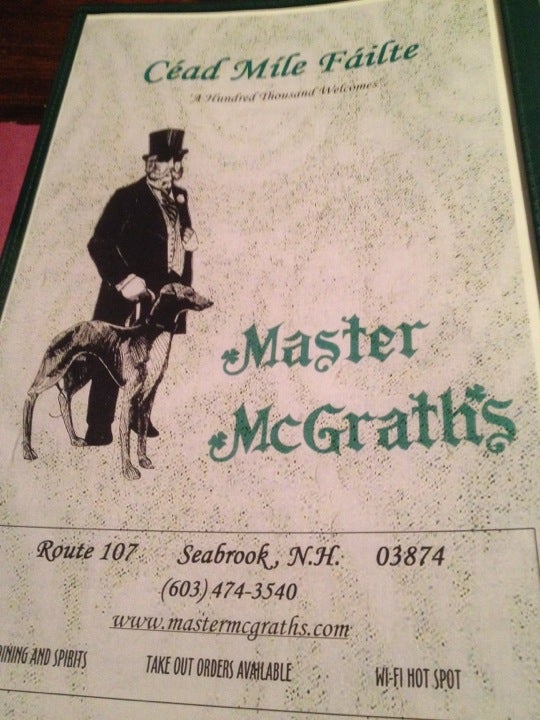 Céad Míle Fáilte
"A Hundred Thousand Welcomes"
Master
McGrath's
Route 107 Seabrook, N.H. 03874
(603) 474-3540
www.mastermcgraths.com
DINING AND SPIRITS TAKE OUT ORDERS AVAILABLE WI-FI HOT SPOT